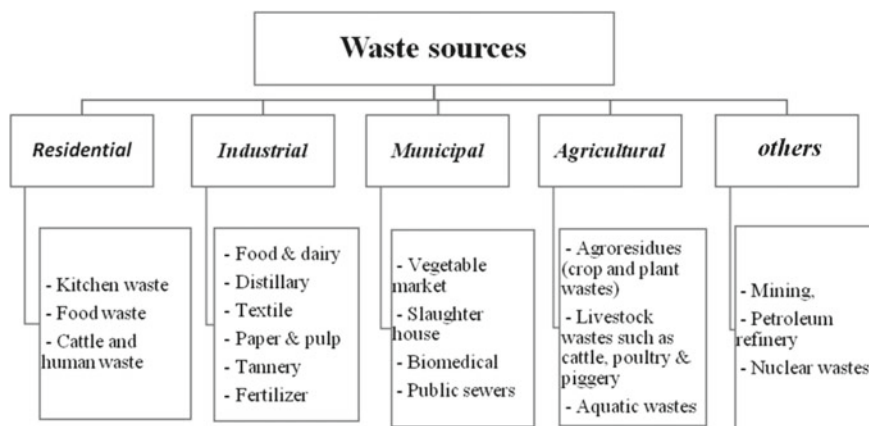 Waste sources
Residential
Industrial
Municipal
Agricultural
others
- Kitchen waste
- Food waste
- Cattle and
human waste
- Food & dairy
- Distillary
- Textile
- Paper & pulp
- Tannery
- Fertilizer
- Vegetable
market
- Slaughter
house
- Biomedical
- Public sewers
- Agroresidues
(crop and plant
wastes)
- Livestock
wastes such as
cattle, poultry &
piggery
- Aquatic wastes
- Mining,
- Petroleum
refinery
- Nuclear wastes